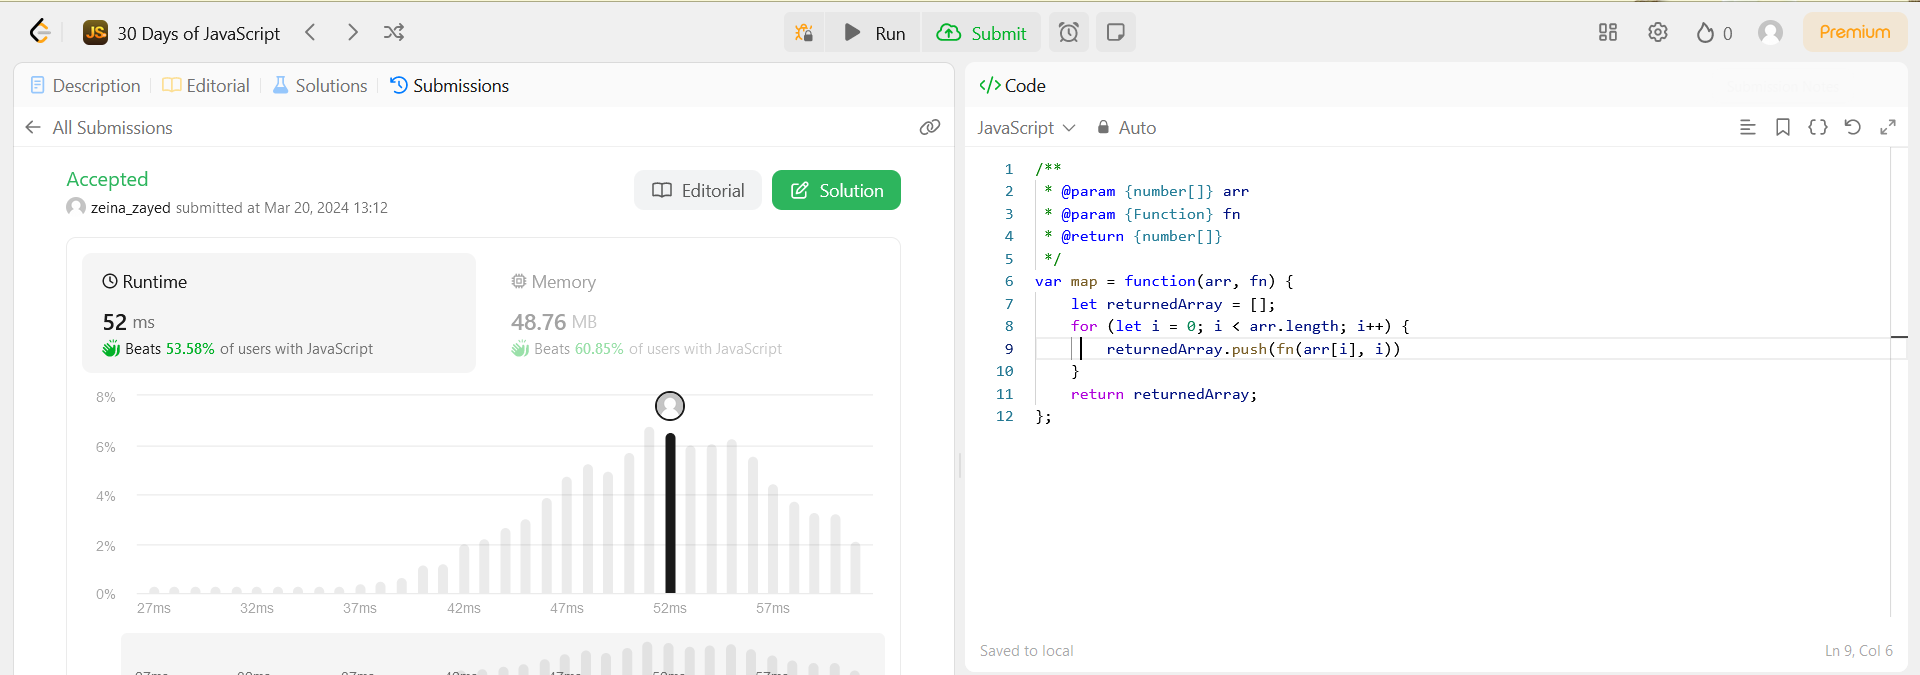 JS 30 Days of JavaScript
Run
Submit
0
Premium
Description
Editorial
Solutions
Submissions
All Submissions
Accepted
zeina_zayed submitted at Mar 20, 2024 13:12
Editorial
Solution
Runtime
52 ms
Beats 53.58% of users with JavaScript
Memory
48.76 MB
Beats 60.85% of users with JavaScript
8%
6%
4%
2%
0%
27ms 32ms 37ms 42ms 47ms 52ms 57ms
</> Code
JavaScript
Auto
1 /**
2 * @param {number[]} arr
3 * @param {Function} fn
4 * @return {number[]}
5 */
6 var map = function(arr, fn) {
7 let returnedArray = [];
8 for (let i = 0; i < arr.length; i++) {
9 returnedArray.push(fn(arr[i], i))
10 }
11 return returnedArray;
12 };
Saved to local
Ln 9, Col 6